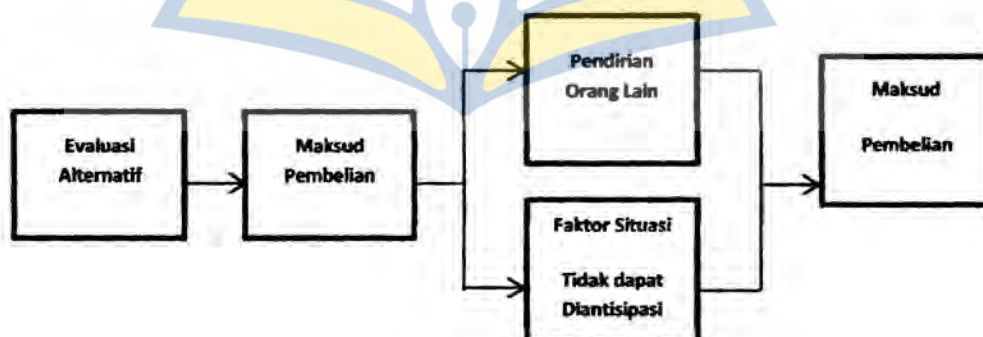 Evaluasi
Alternatif
Maksud
Pembelian
Pendirian
Orang Lain
Faktor Situasi
Tidak dapat
Diantisipasi
Maksud
Pembelian